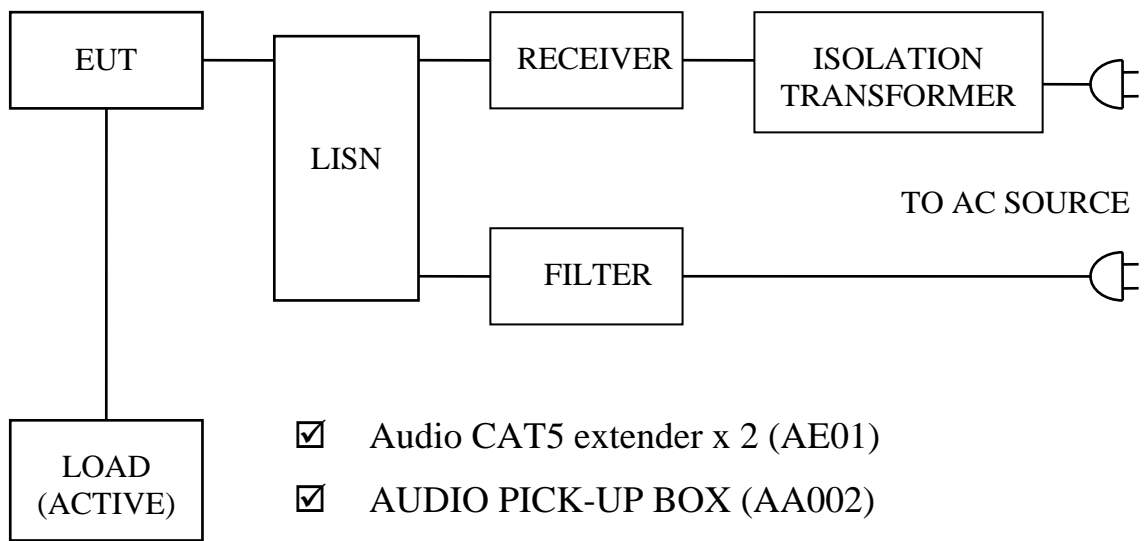 EUT
LISN
RECEIVER
ISOLATION
TRANSFORMER
TO AC SOURCE
FILTER
LOAD
(ACTIVE)
☑ Audio CAT5 extender x 2 (AE01)
☑ AUDIO PICK-UP BOX (AA002)